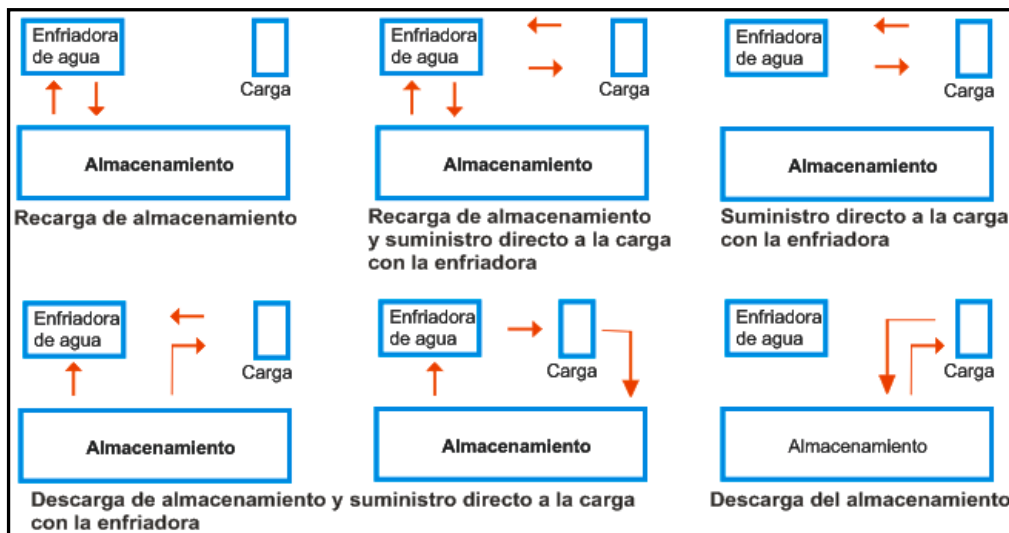 Enfriadora
de agua
Carga
Almacenamiento
Recarga de almacenamiento
Enfriadora
de agua
Carga
Almacenamiento
Recarga de almacenamiento
y suministro directo a la carga
con la enfriadora
Enfriadora
de agua
Carga
Almacenamiento
Suministro directo a la carga
con la enfriadora
Enfriadora
de agua
Carga
Almacenamiento
Enfriadora
de agua
Carga
Almacenamiento
Descarga de almacenamiento y suministro directo a la carga
con la enfriadora
Enfriadora
de agua
Carga
Almacenamiento
Descarga del almacenamiento